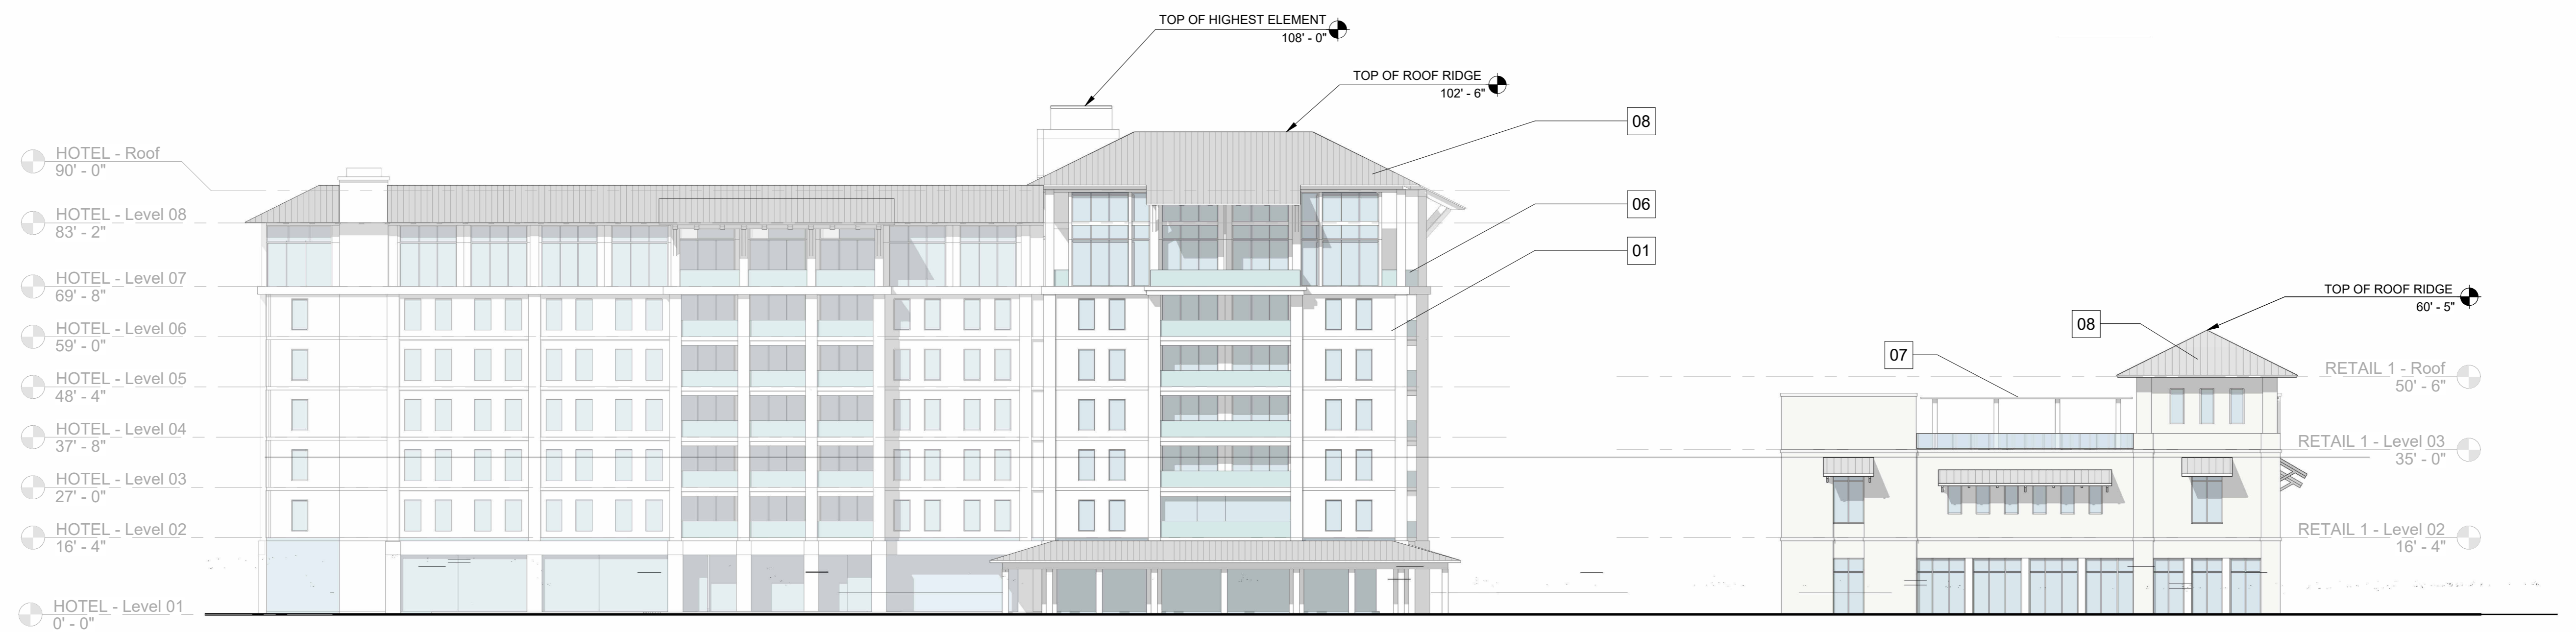 TOP OF HIGHEST ELEMENT
108' - 0"
TOP OF ROOF RIDGE
102' - 6"
08
HOTEL - Roof
90' - 0"
06
HOTEL - Level 08
83' - 2"
01
HOTEL - Level 07
69' - 8"
TOP OF ROOF RIDGE
60' - 5"
08
HOTEL - Level 06
59' - 0"
07
RETAIL 1 - Roof
50' - 6"
HOTEL - Level 05
48' - 4"
HOTEL - Level 04
37' - 8"
RETAIL 1 - Level 03
35' - 0"
HOTEL - Level 03
27' - 0"
HOTEL - Level 02
16' - 4"
RETAIL 1 - Level 02
16' - 4"
HOTEL - Level 01
0' - 0"